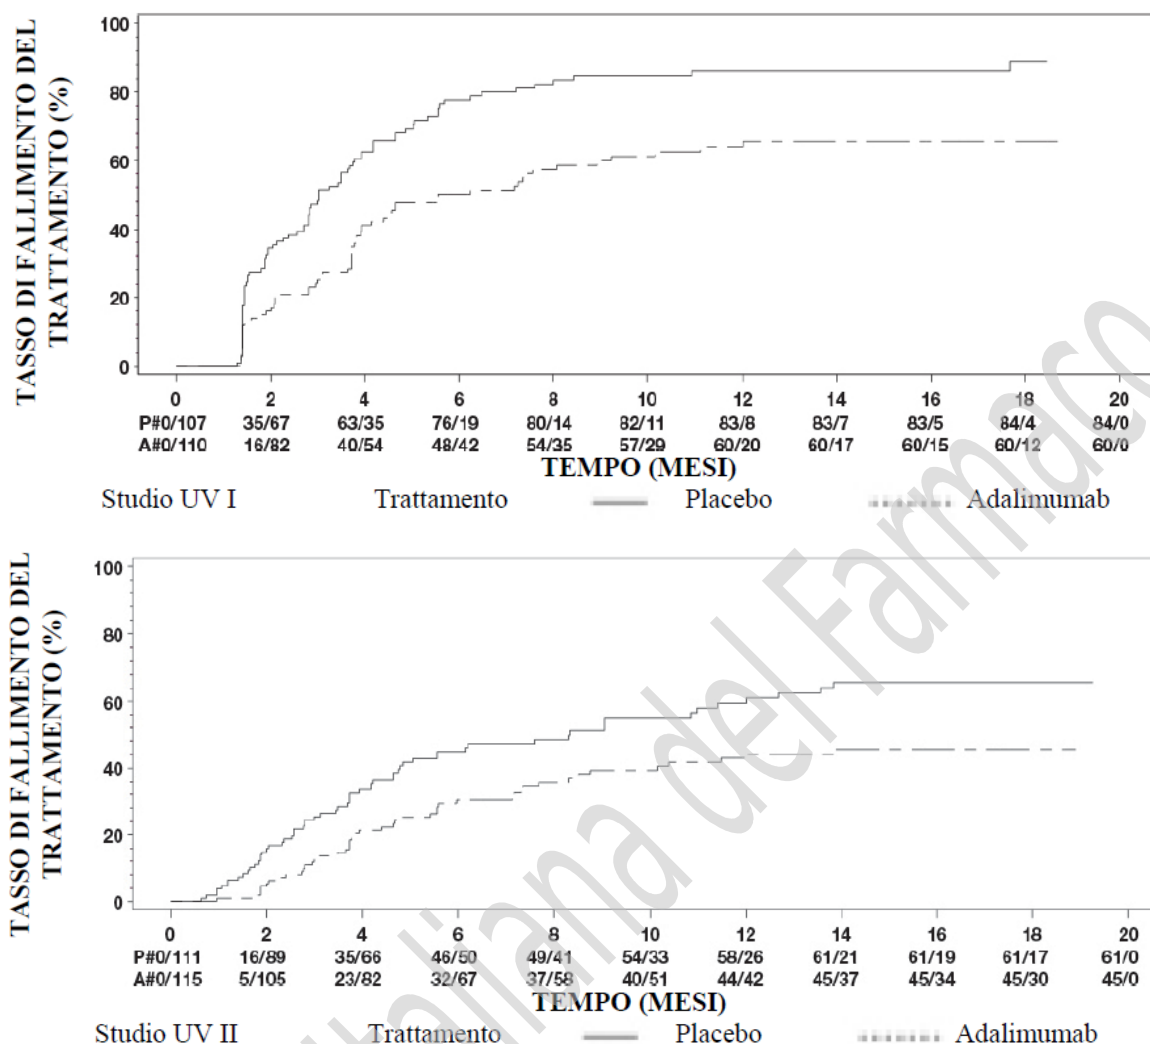 TASSO DI FALLIMENTO DEL
TRATTAMENTO (%)
100
80
60
40
20
0
0 2 4 6 8 10 12 14 16 18 20
P#0/107 35/67 63/35 76/19 80/14 82/11 83/8 83/7 83/5 84/4 84/0
A#0/110 16/82 40/54 48/42 54/35 57/29 60/20 60/17 60/15 60/12 60/0
TEMPO (MESI)
Studio UV I Trattamento Placebo Adalimumab
TASSO DI FALLIMENTO DEL
TRATTAMENTO (%)
100
80
60
40
20
0
0 2 4 6 8 10 12 14 16 18 20
P#0/111 16/89 35/66 46/50 49/41 54/33 58/26 61/21 61/19 61/17 61/0
A#0/115 5/105 23/82 32/67 37/58 40/51 44/42 45/37 45/34 45/30 45/0
TEMPO (MESI)
Studio UV II Trattamento Placebo Adalimumab
Italiana del Farmaco